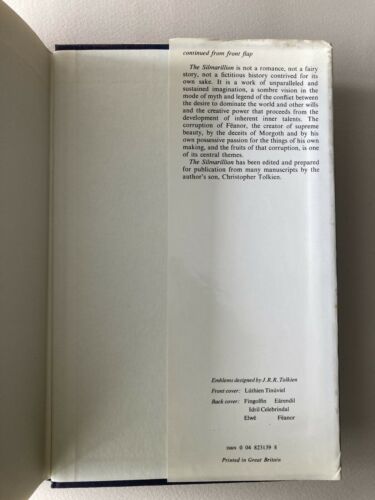 continued from front flap
The Silmarillion is not a romance, not a fairy
story, not a fictitious history contrived for its
own sake. It is a work of unparalleled and
sustained imagination, a sombre vision in the
mode of myth and legend of the conflict between
the desire to dominate the world and other wills
and the creative power that proceeds from the
development of inherent inner talents. The
corruption of Fëanor, the creator of supreme
beauty, by the deceits of Morgoth and by his
own possessive passion for the things of his own
making, and the fruits of that corruption, is one
of its central themes.
The Silmarillion has been edited and prepared
for publication from many manuscripts by the
author's son, Christopher Tolkien.
Emblems designed by J.R.R. Tolkien
Front cover: Lúthien Tinúviel
Back cover: Fingolfin Eärendil
Idril Celebrindal
Elwë Fëanor
ISBN 0 04 823139 8
Printed in Great Britain